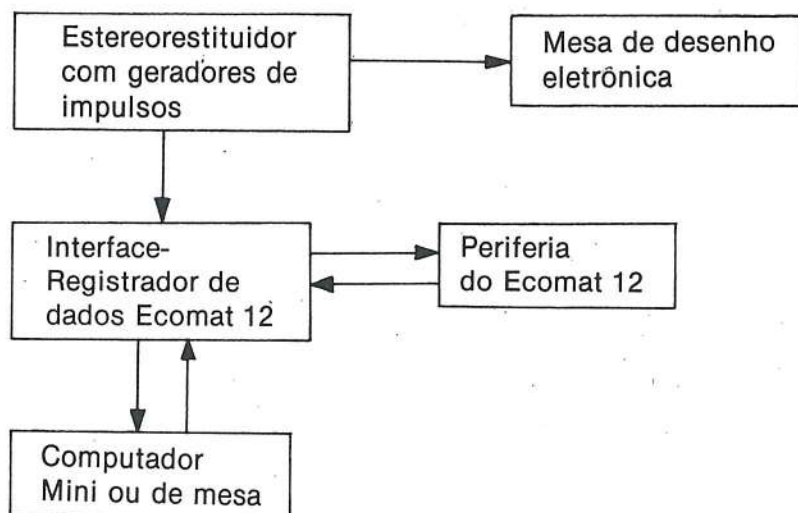 Estereorestituidor
com geradores de
impulsos
Mesa de desenho
eletrônica
Interface-
Registrador de
dados Ecomat 12
Periferia
do Ecomat 12
Computador
Mini ou de mesa